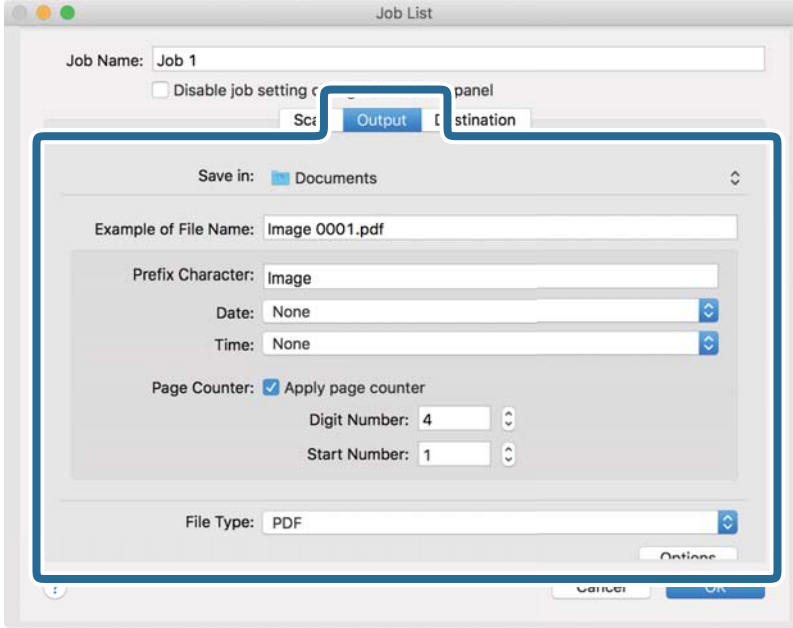 Job List
Job Name: Job 1
Disable job setting panel
Output
Save in: Documents
Example of File Name: Image 0001.pdf
Prefix Character: Image
Date: None
Time: None
Page Counter: Apply page counter
Digit Number: 4
Start Number: 1
File Type: PDF
Options
Cancel OK